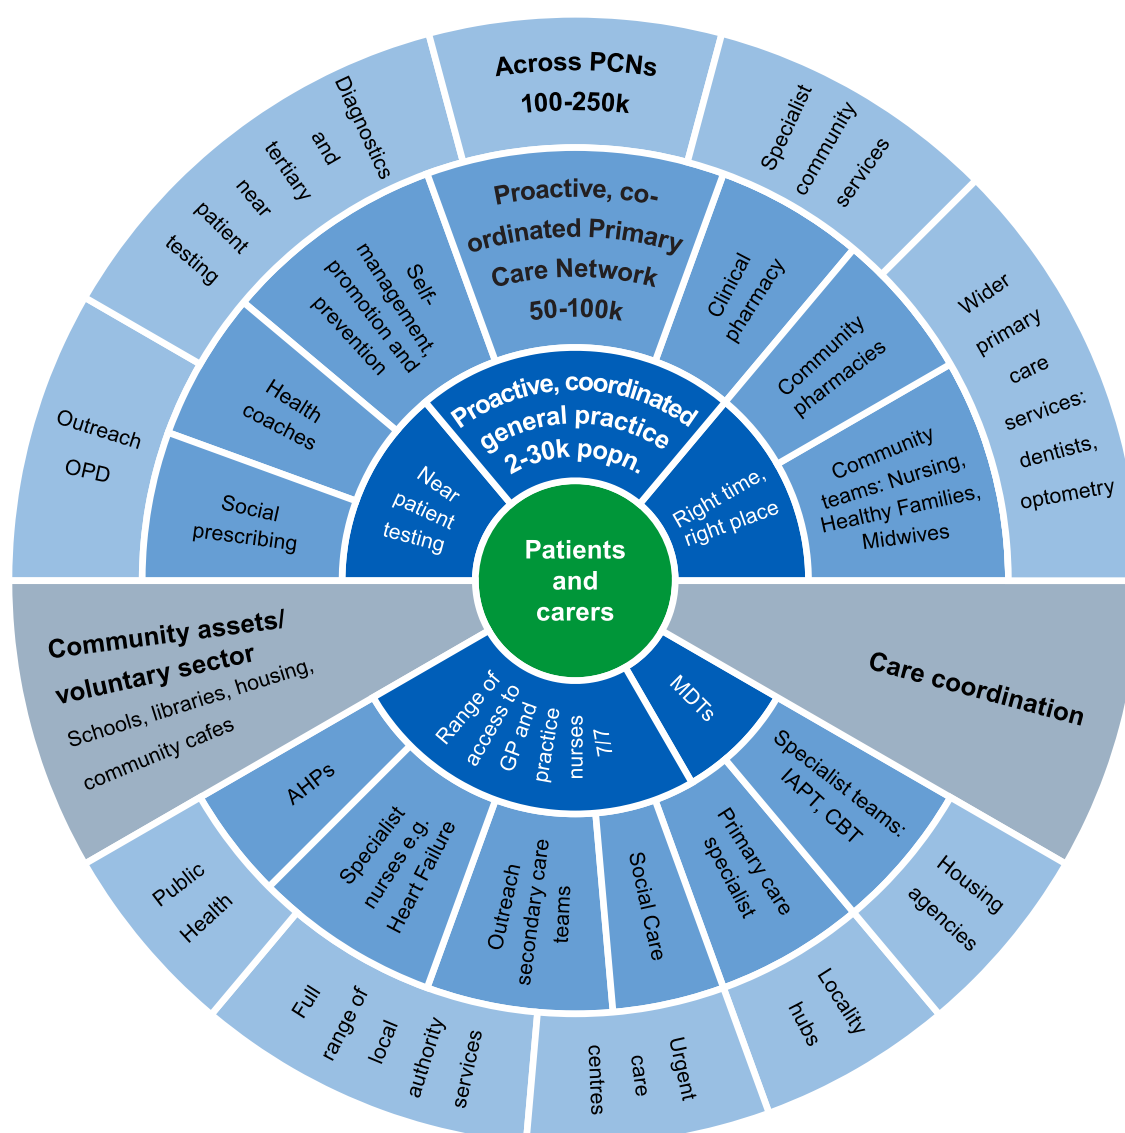 Across PCNs
100-250k
Specialist
community
services
Wider
primary
care
services:
dentists,
optometry
Diagnostics
and
tertiary
near
patient
testing
Outreach
OPD
Proactive, co-
ordinated Primary
Care Network
50-100k
Clinical
pharmacy
Community
pharmacies
Community
teams: Nursing,
Healthy Families,
Midwives
Self-
management,
promotion and
prevention
Health
coaches
Social
prescribing
Proactive, coordinated
general practice
2-30k popn.
Right time,
right place
Near
patient
testing
Patients
and
carers
Community assets/
voluntary sector
Schools, libraries, housing,
community cafes
Care coordination
Range of
access to
GP and
practice
nurses
7/7
MDTs
AHPs
Specialist
nurses e.g.
Heart Failure
Outreach
secondary care
teams
Social Care
Primary care
specialist
Specialist teams:
IAPT, CBT
Public
Health
Full
range of
local
authority
services
Urgent
care
centres
Locality
hubs
Housing
agencies